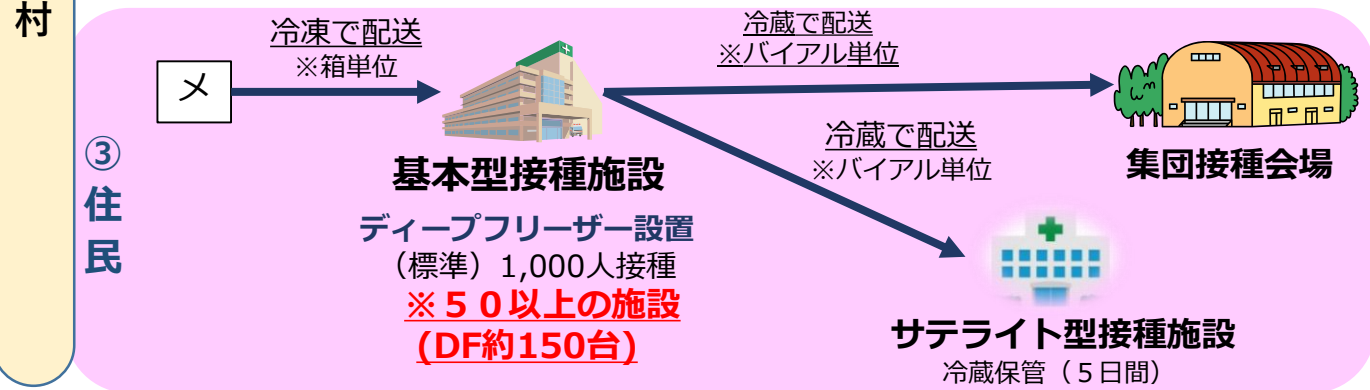 村
③
住
民
メ
冷凍で配送
※箱単位
冷蔵で配送
※バイアル単位
冷蔵で配送
※バイアル単位
基本型接種施設
ディープフリーザー設置
（標準）1,000人接種
※５０以上の施設
(DF約150台)
集団接種会場
サテライト型接種施設
冷蔵保管（５日間）